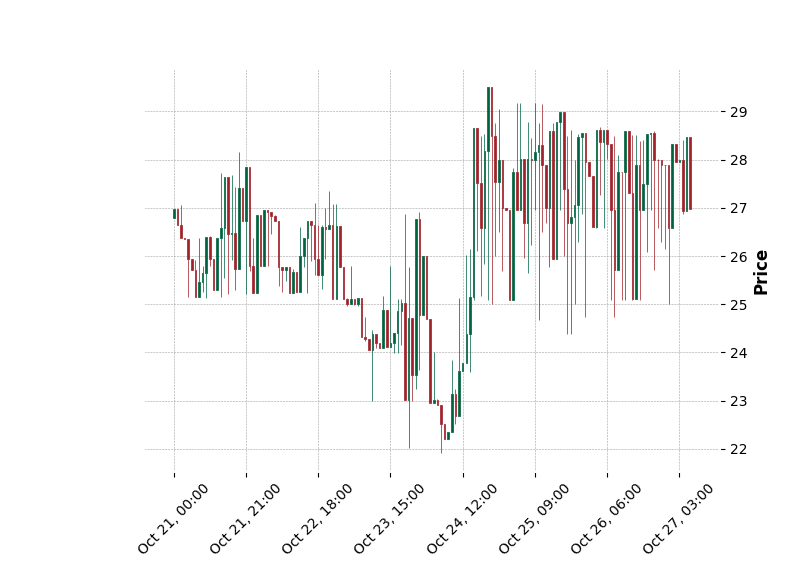 29
28
27
26
25
24
23
22
Price
Oct 21, 00:00
Oct 21, 21:00
Oct 22, 18:00
Oct 23, 15:00
Oct 24, 12:00
Oct 25, 09:00
Oct 26, 06:00
Oct 27, 03:00